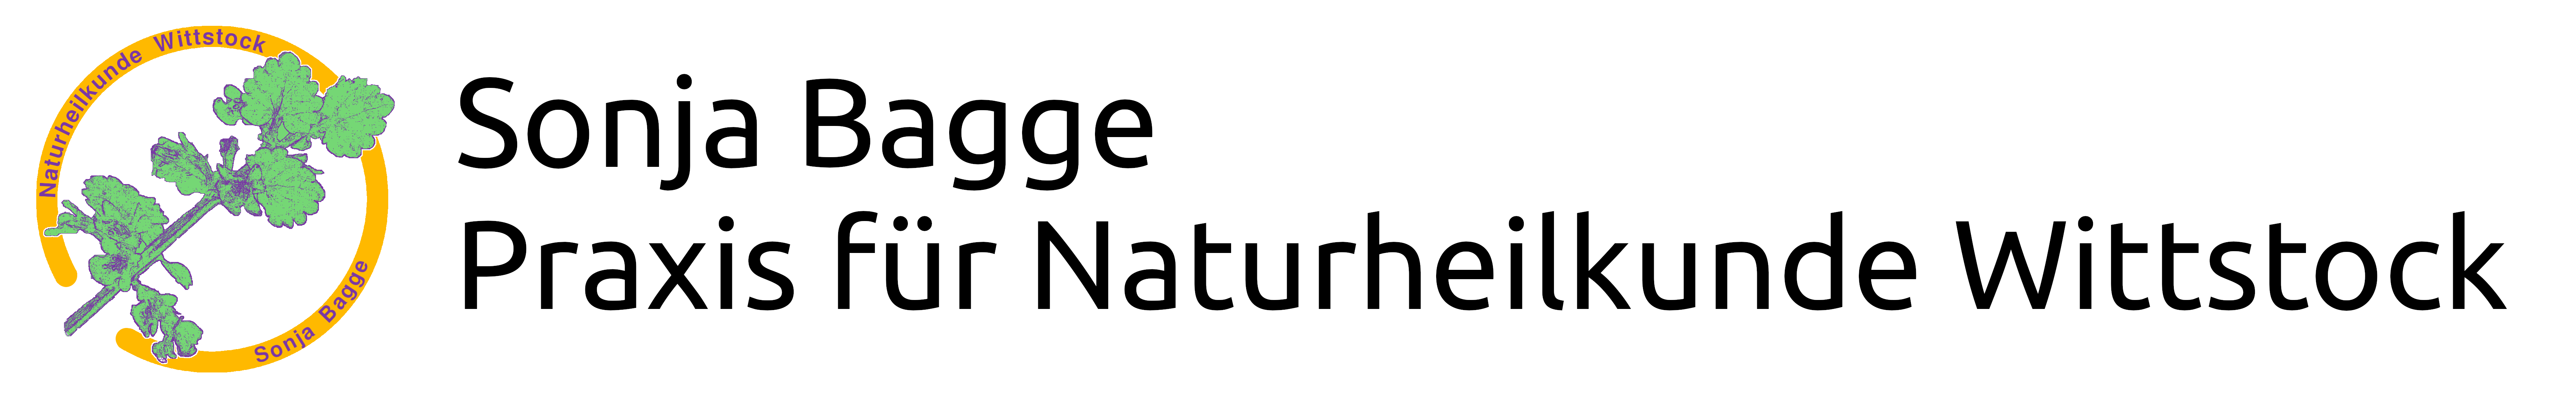 Naturheilkunde Wittstock
Sonja Bagge
Sonja Bagge
Praxis für Naturheilkunde Wittstock